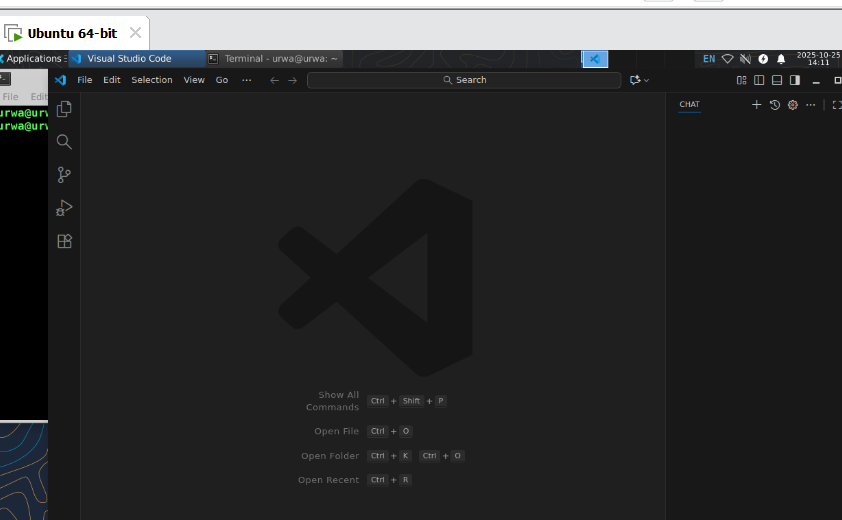 Ubuntu 64-bit
Applications
Visual Studio Code
Terminal - urwa@urwa: ~
EN
2025-10-25
14:11
File Edit Selection View Go ···
Search
File Edi
urwa@urw
urwa@urw
CHAT
Show All Commands Ctrl + Shift + P
Open File Ctrl + O
Open Folder Ctrl + K Ctrl + O
Open Recent Ctrl + R